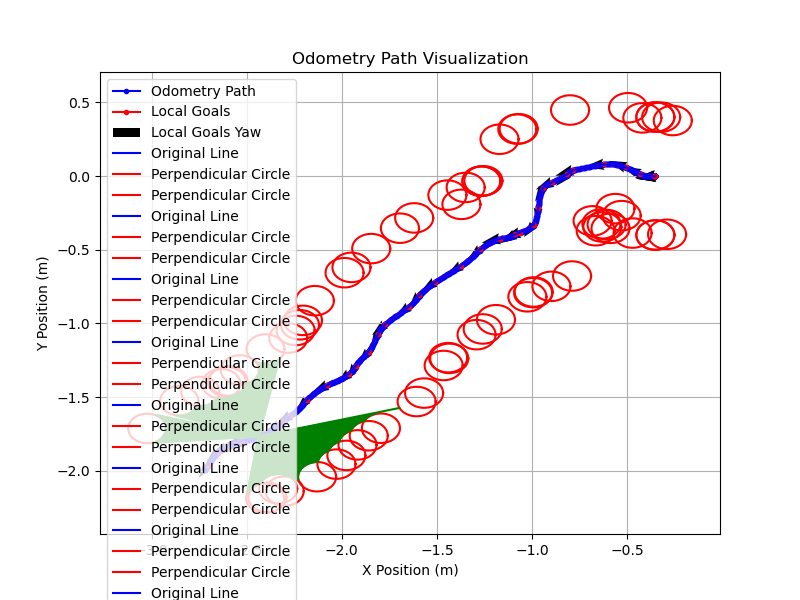 Odometry Path Visualization
Y Position (m)
0.5
0.0
−0.5
−1.0
−1.5
−2.0
Odometry Path
Local Goals
Local Goals Yaw
Original Line
Perpendicular Circle
Perpendicular Circle
Original Line
Perpendicular Circle
Perpendicular Circle
Original Line
Perpendicular Circle
Perpendicular Circle
Original Line
Perpendicular Circle
Perpendicular Circle
Original Line
Perpendicular Circle
Perpendicular Circle
Original Line
Perpendicular Circle
Perpendicular Circle
Original Line
Perpendicular Circle
Perpendicular Circle
Original Line
−2.0 −1.5 −1.0 −0.5
X Position (m)